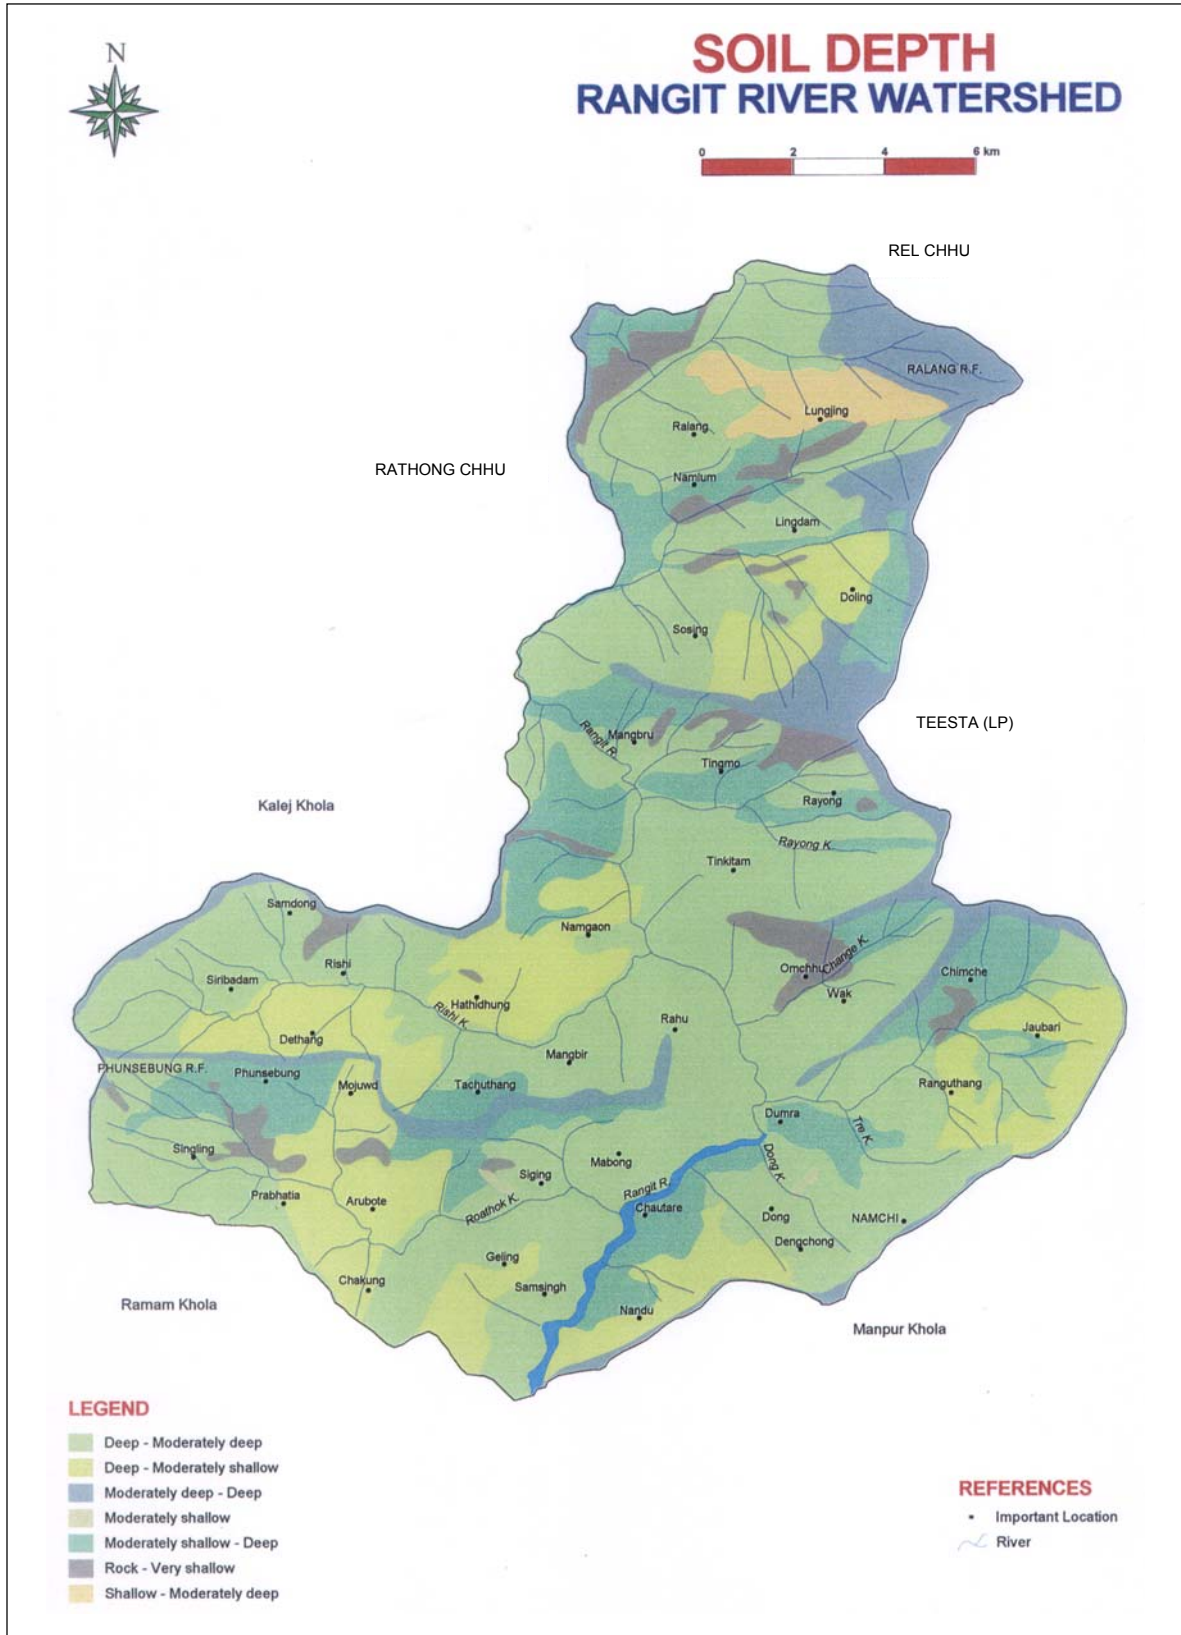 N
SOIL DEPTH
RANGIT RIVER WATERSHED
0 2 4 6 km
REL CHHU
RALANG R.F.
Lungjing
Ralang
RATHONG CHHU
Namlum
Lingdam
Doling
Sosing
TEESTA (LP)
Rangit R.
Mangbru
Tingmo
Rayong
Kalej Khola
Rayong K.
Tinkitam
Samdong
Namgaon
Change K.
Rishi
Omchhu
Chimche
Siribadam
Wak
Hathidhung
Rishi K.
Rahu
Jaubari
Dethang
Mangbir
PHUNSEBUNG R.F.
Phunsebung
Mojuwd
Tachuthang
Ranguthang
Dumra
Tre K.
Singling
Mabong
Dong K.
Siging
Rangit R.
Prabhatia
Arubote
Roathok K.
Chautare
Dong
NAMCHI
Dengchong
Geljng
Chakung
Samsingh
Ramam Khola
Nandu
Manpur Khola
LEGEND
Deep - Moderately deep
Deep - Moderately shallow
Moderately deep - Deep
Moderately shallow
Moderately shallow - Deep
Rock - Very shallow
Shallow - Moderately deep
REFERENCES
Important Location
River